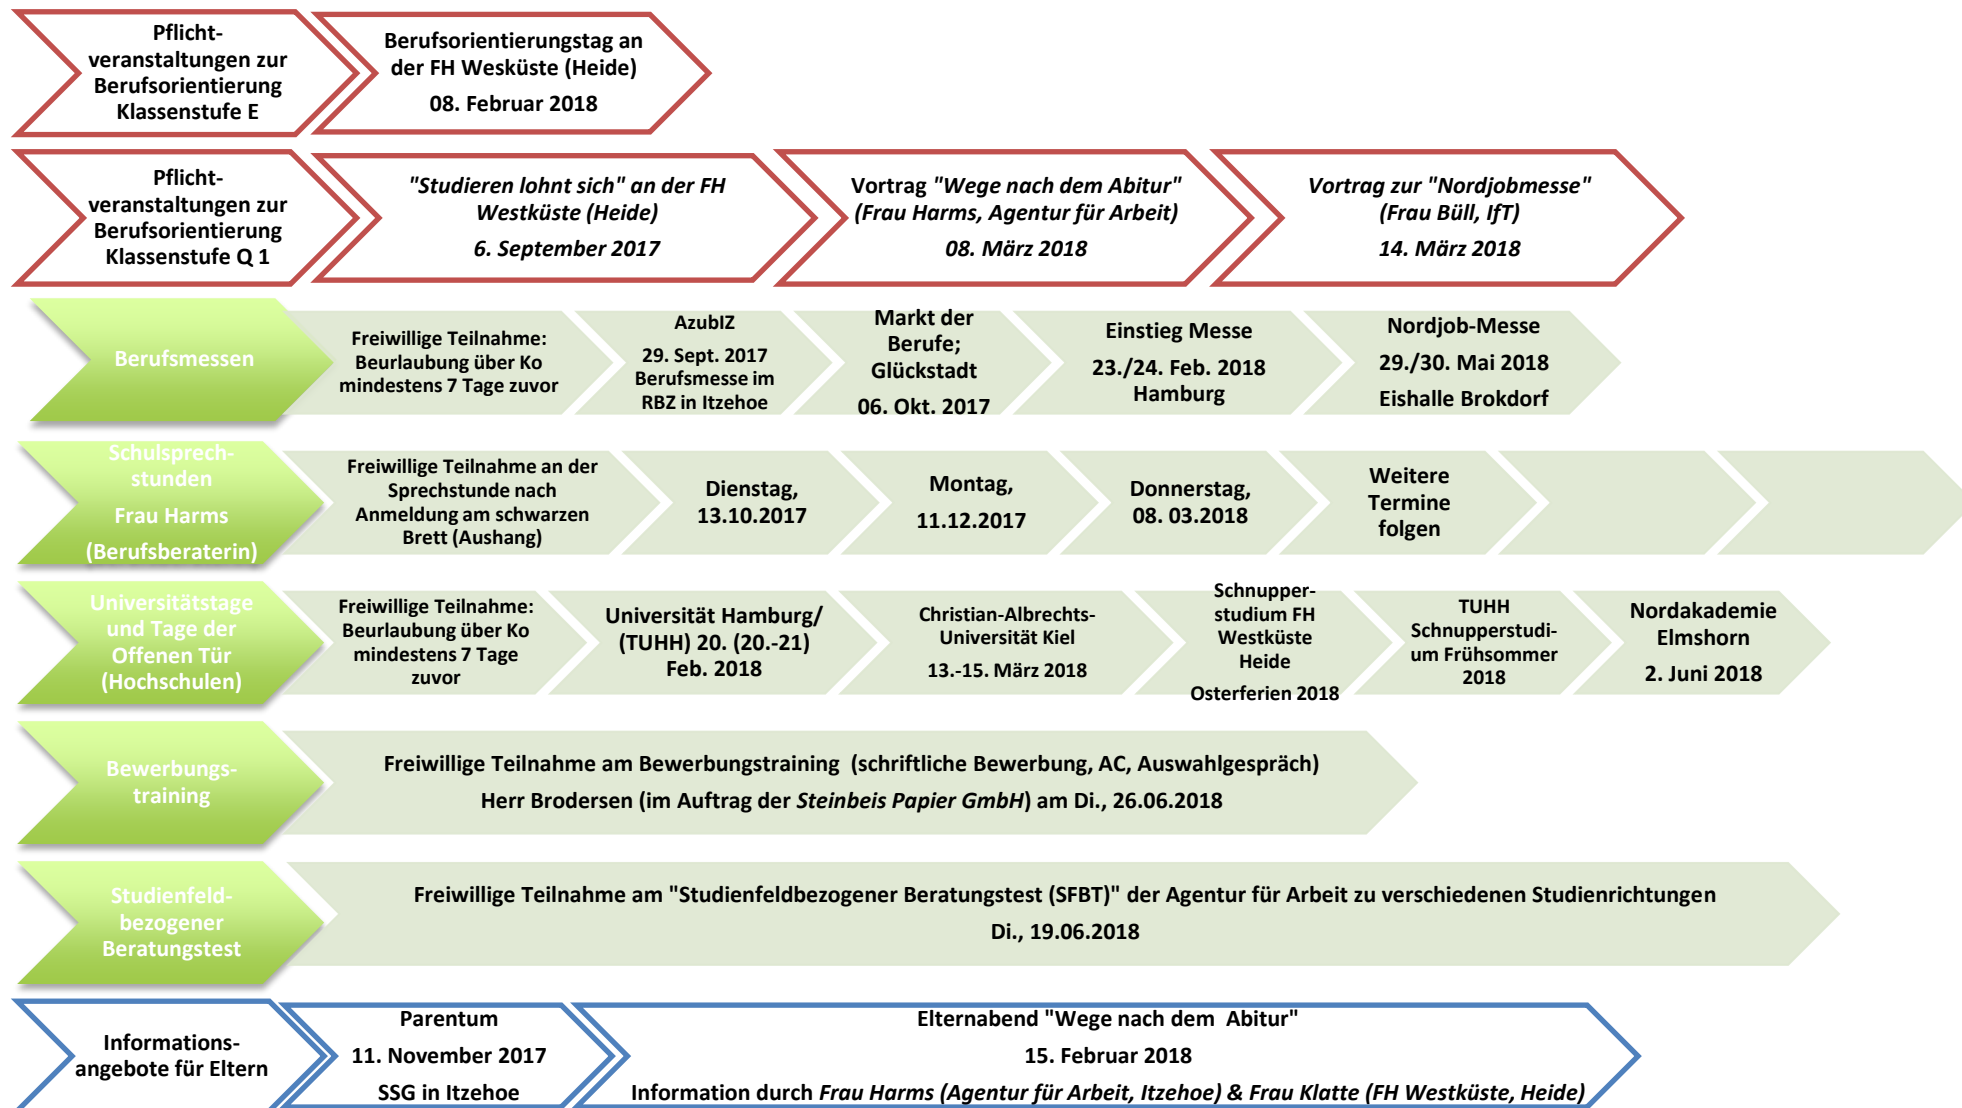 Pflicht-
veranstaltungen zur
Berufsorientierung
Klassenstufe E
Berufsorientierungstag an
der FH Wesküste (Heide)
08. Februar 2018
Pflicht-
veranstaltungen zur
Berufsorientierung
Klassenstufe Q 1
"Studieren lohnt sich" an der FH
Westküste (Heide)
6. September 2017
Vortrag "Wege nach dem Abitur"
(Frau Harms, Agentur für Arbeit)
08. März 2018
Vortrag zur "Nordjobmesse"
(Frau Büll, IfT)
14. März 2018
Berufsmessen
Freiwillige Teilnahme:
Beurlaubung über Ko
mindestens 7 Tage zuvor
AzubIZ
29. Sept. 2017
Berufsmesse im
RBZ in Itzehoe
Markt der
Berufe;
Glückstadt
06. Okt. 2017
Einstieg Messe
23./24. Feb. 2018
Hamburg
Nordjob-Messe
29./30. Mai 2018
Eishalle Brokdorf
Schulsprech-
stunden
Frau Harms
(Berufsberaterin)
Freiwillige Teilnahme an der
Sprechstunde nach
Anmeldung am schwarzen
Brett (Aushang)
Dienstag,
13.10.2017
Montag,
11.12.2017
Donnerstag,
08. 03.2018
Weitere
Termine
folgen
Universitätstage
und Tage der
Offenen Tür
(Hochschulen)
Freiwillige Teilnahme:
Beurlaubung über Ko
mindestens 7 Tage
zuvor
Universität Hamburg/
(TUHH) 20. (20.-21)
Feb. 2018
Christian-Albrechts-
Universität Kiel
13.-15. März 2018
Schnupper-
studium FH
Westküste
Heide
Osterferien 2018
TUHH
Schnupperstudi-
um Frühsommer
2018
Nordakademie
Elmshorn
2. Juni 2018
Bewerbungs-
training
Freiwillige Teilnahme am Bewerbungstraining (schriftliche Bewerbung, AC, Auswahlgespräch)
Herr Brodersen (im Auftrag der Steinbeis Papier GmbH) am Di., 26.06.2018
Studienfeld-
bezogener
Beratungstest
Freiwillige Teilnahme am "Studienfeldbezogener Beratungstest (SFBT)" der Agentur für Arbeit zu verschiedenen Studienrichtungen
Di., 19.06.2018
Informations-
angebote für Eltern
Parentum
11. November 2017
SSG in Itzehoe
Elternabend "Wege nach dem Abitur"
15. Februar 2018
Information durch Frau Harms (Agentur für Arbeit, Itzehoe) & Frau Klatte (FH Westküste, Heide)